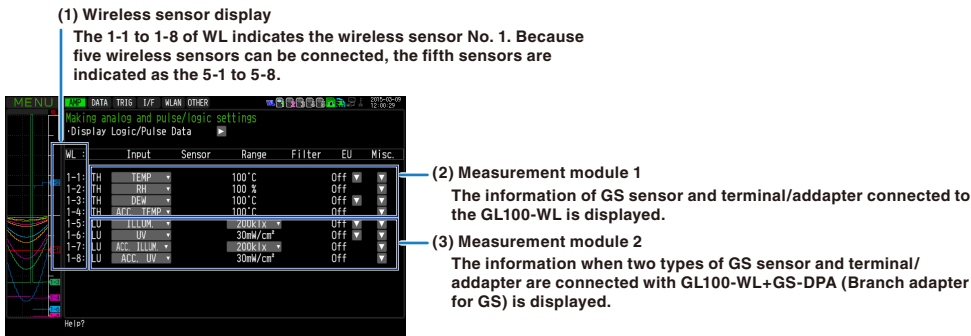 (1) Wireless sensor display
The 1-1 to 1-8 of WL indicates the wireless sensor No. 1. Because
five wireless sensors can be connected, the fifth sensors are
indicated as the 5-1 to 5-8.
MENU AMP DATA TRIG I/F WLAN OTHER 2015-03-09
12:00:29
Making analog and pulse/logic settings
·Display Logic/Pulse Data
WL : Input Sensor Range Filter EU Misc.
1-1: TH TEMP 100°C Off
1-2: TH RH 100 % Off
1-3: TH DEW 100°C Off
1-4: TH ACC. TEMP 100°C Off
1-5: LU ILLUM. 200klx Off
1-6: LU UV 30mW/cm² Off
1-7: LU ACC. ILLUM. 200klx Off
1-8: LU ACC. UV 30mW/cm² Off
Help?
(2) Measurement module 1
The information of GS sensor and terminal/addapter connected to
the GL100-WL is displayed.
(3) Measurement module 2
The information when two types of GS sensor and terminal/
addapter are connected with GL100-WL+GS-DPA (Branch adapter
for GS) is displayed.